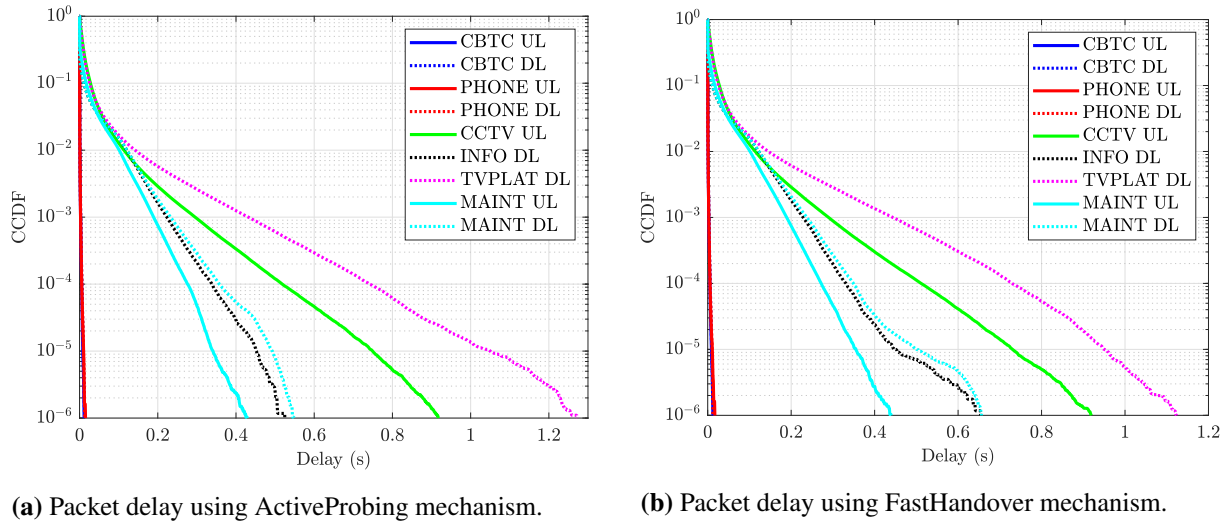 10^0
10^-1
10^-2
10^-3
10^-4
10^-5
10^-6
CCDF
0 0.2 0.4 0.6 0.8 1 1.2
Delay (s)
CBTC UL
CBTC DL
PHONE UL
PHONE DL
CCTV UL
INFO DL
TVPLAT DL
MAINT UL
MAINT DL
(a) Packet delay using ActiveProbing mechanism.
10^0
10^-1
10^-2
10^-3
10^-4
10^-5
10^-6
CCDF
0 0.2 0.4 0.6 0.8 1 1.2
Delay (s)
CBTC UL
CBTC DL
PHONE UL
PHONE DL
CCTV UL
INFO DL
TVPLAT DL
MAINT UL
MAINT DL
(b) Packet delay using FastHandover mechanism.